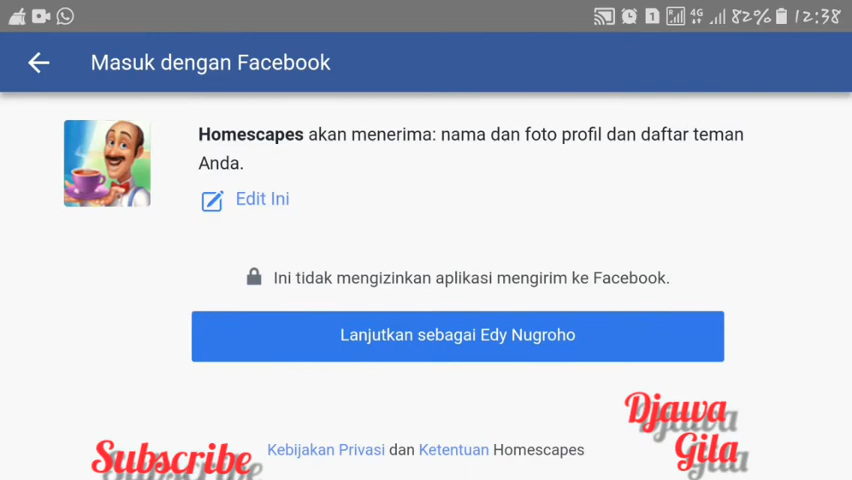 4G 82% 12:38
Masuk dengan Facebook
Homescapes akan menerima: nama dan foto profil dan daftar teman
Anda.
Edit Ini
Ini tidak mengizinkan aplikasi mengirim ke Facebook.
Lanjutkan sebagai Edy Nugroho
Djawa
Gila
Kebijakan Privasi dan Ketentuan Homescapes
Subscribe